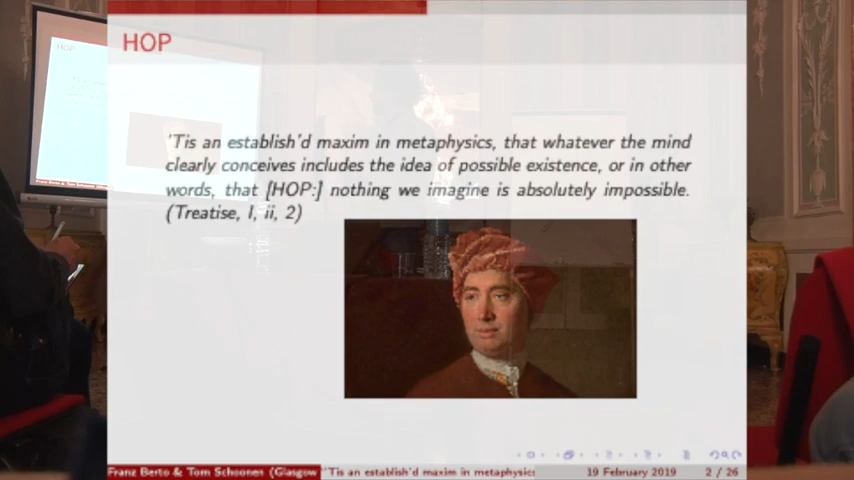 HOP
'Tis an establish'd maxim in metaphysics, that whatever the mind
clearly conceives includes the idea of possible existence, or in other
words, that [HOP:] nothing we imagine is absolutely impossible.
(Treatise, I, ii, 2)
HOP
Franz Berto & Tom Schoonen (Glasgow 'Tis an establish'd maxim in metaphysics 19 February 2019 2 / 26